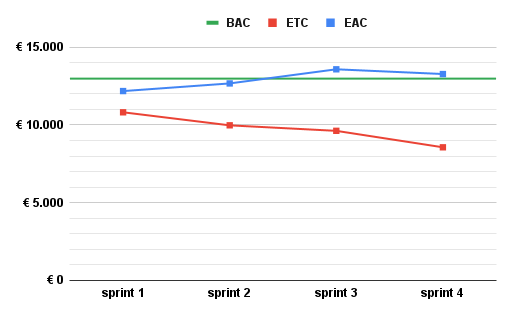 BAC ETC EAC
€ 15.000
€ 10.000
€ 5.000
€ 0
sprint 1 sprint 2 sprint 3 sprint 4